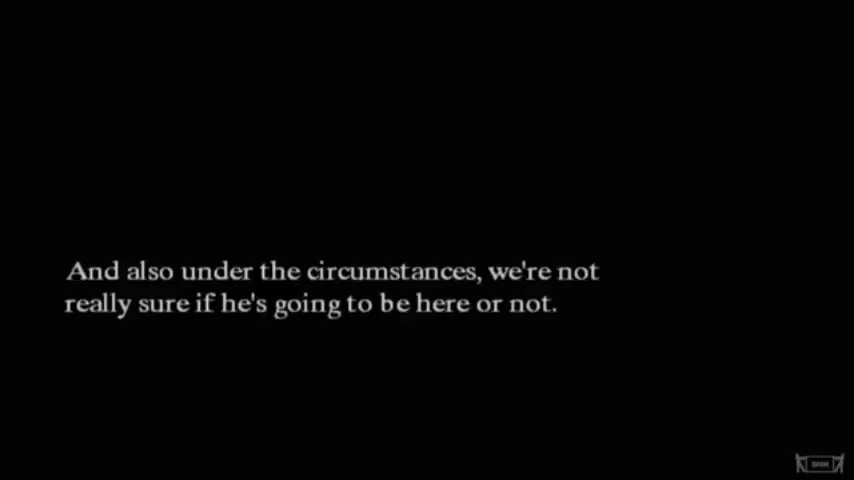 And also under the circumstances, we're not
really sure if he's going to be here or not.